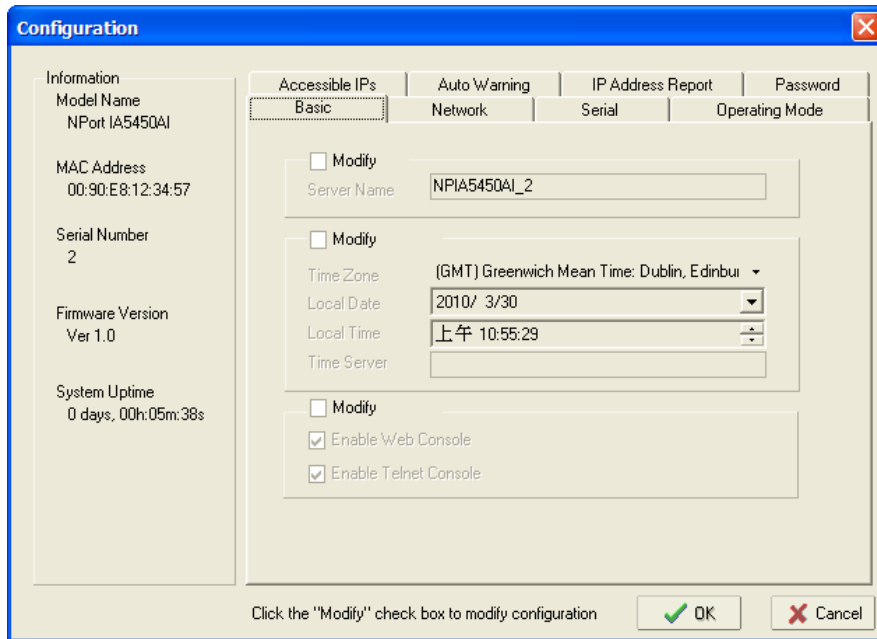 Configuration
Information
Model Name
NPort IA5450AI
MAC Address
00:90:E8:12:34:57
Serial Number
2
Firmware Version
Ver 1.0
System Uptime
0 days, 00h:05m:38s
Accessible IPs
Auto Warning
IP Address Report
Password
Basic
Network
Serial
Operating Mode
Modify
Server Name
NPIA5450AI_2
Modify
Time Zone
(GMT) Greenwich Mean Time: Dublin, Edinbur
Local Date
2010/ 3/30
Local Time
上午 10:55:29
Time Server
Modify
Enable Web Console
Enable Telnet Console
Click the "Modify" check box to modify configuration
OK
Cancel